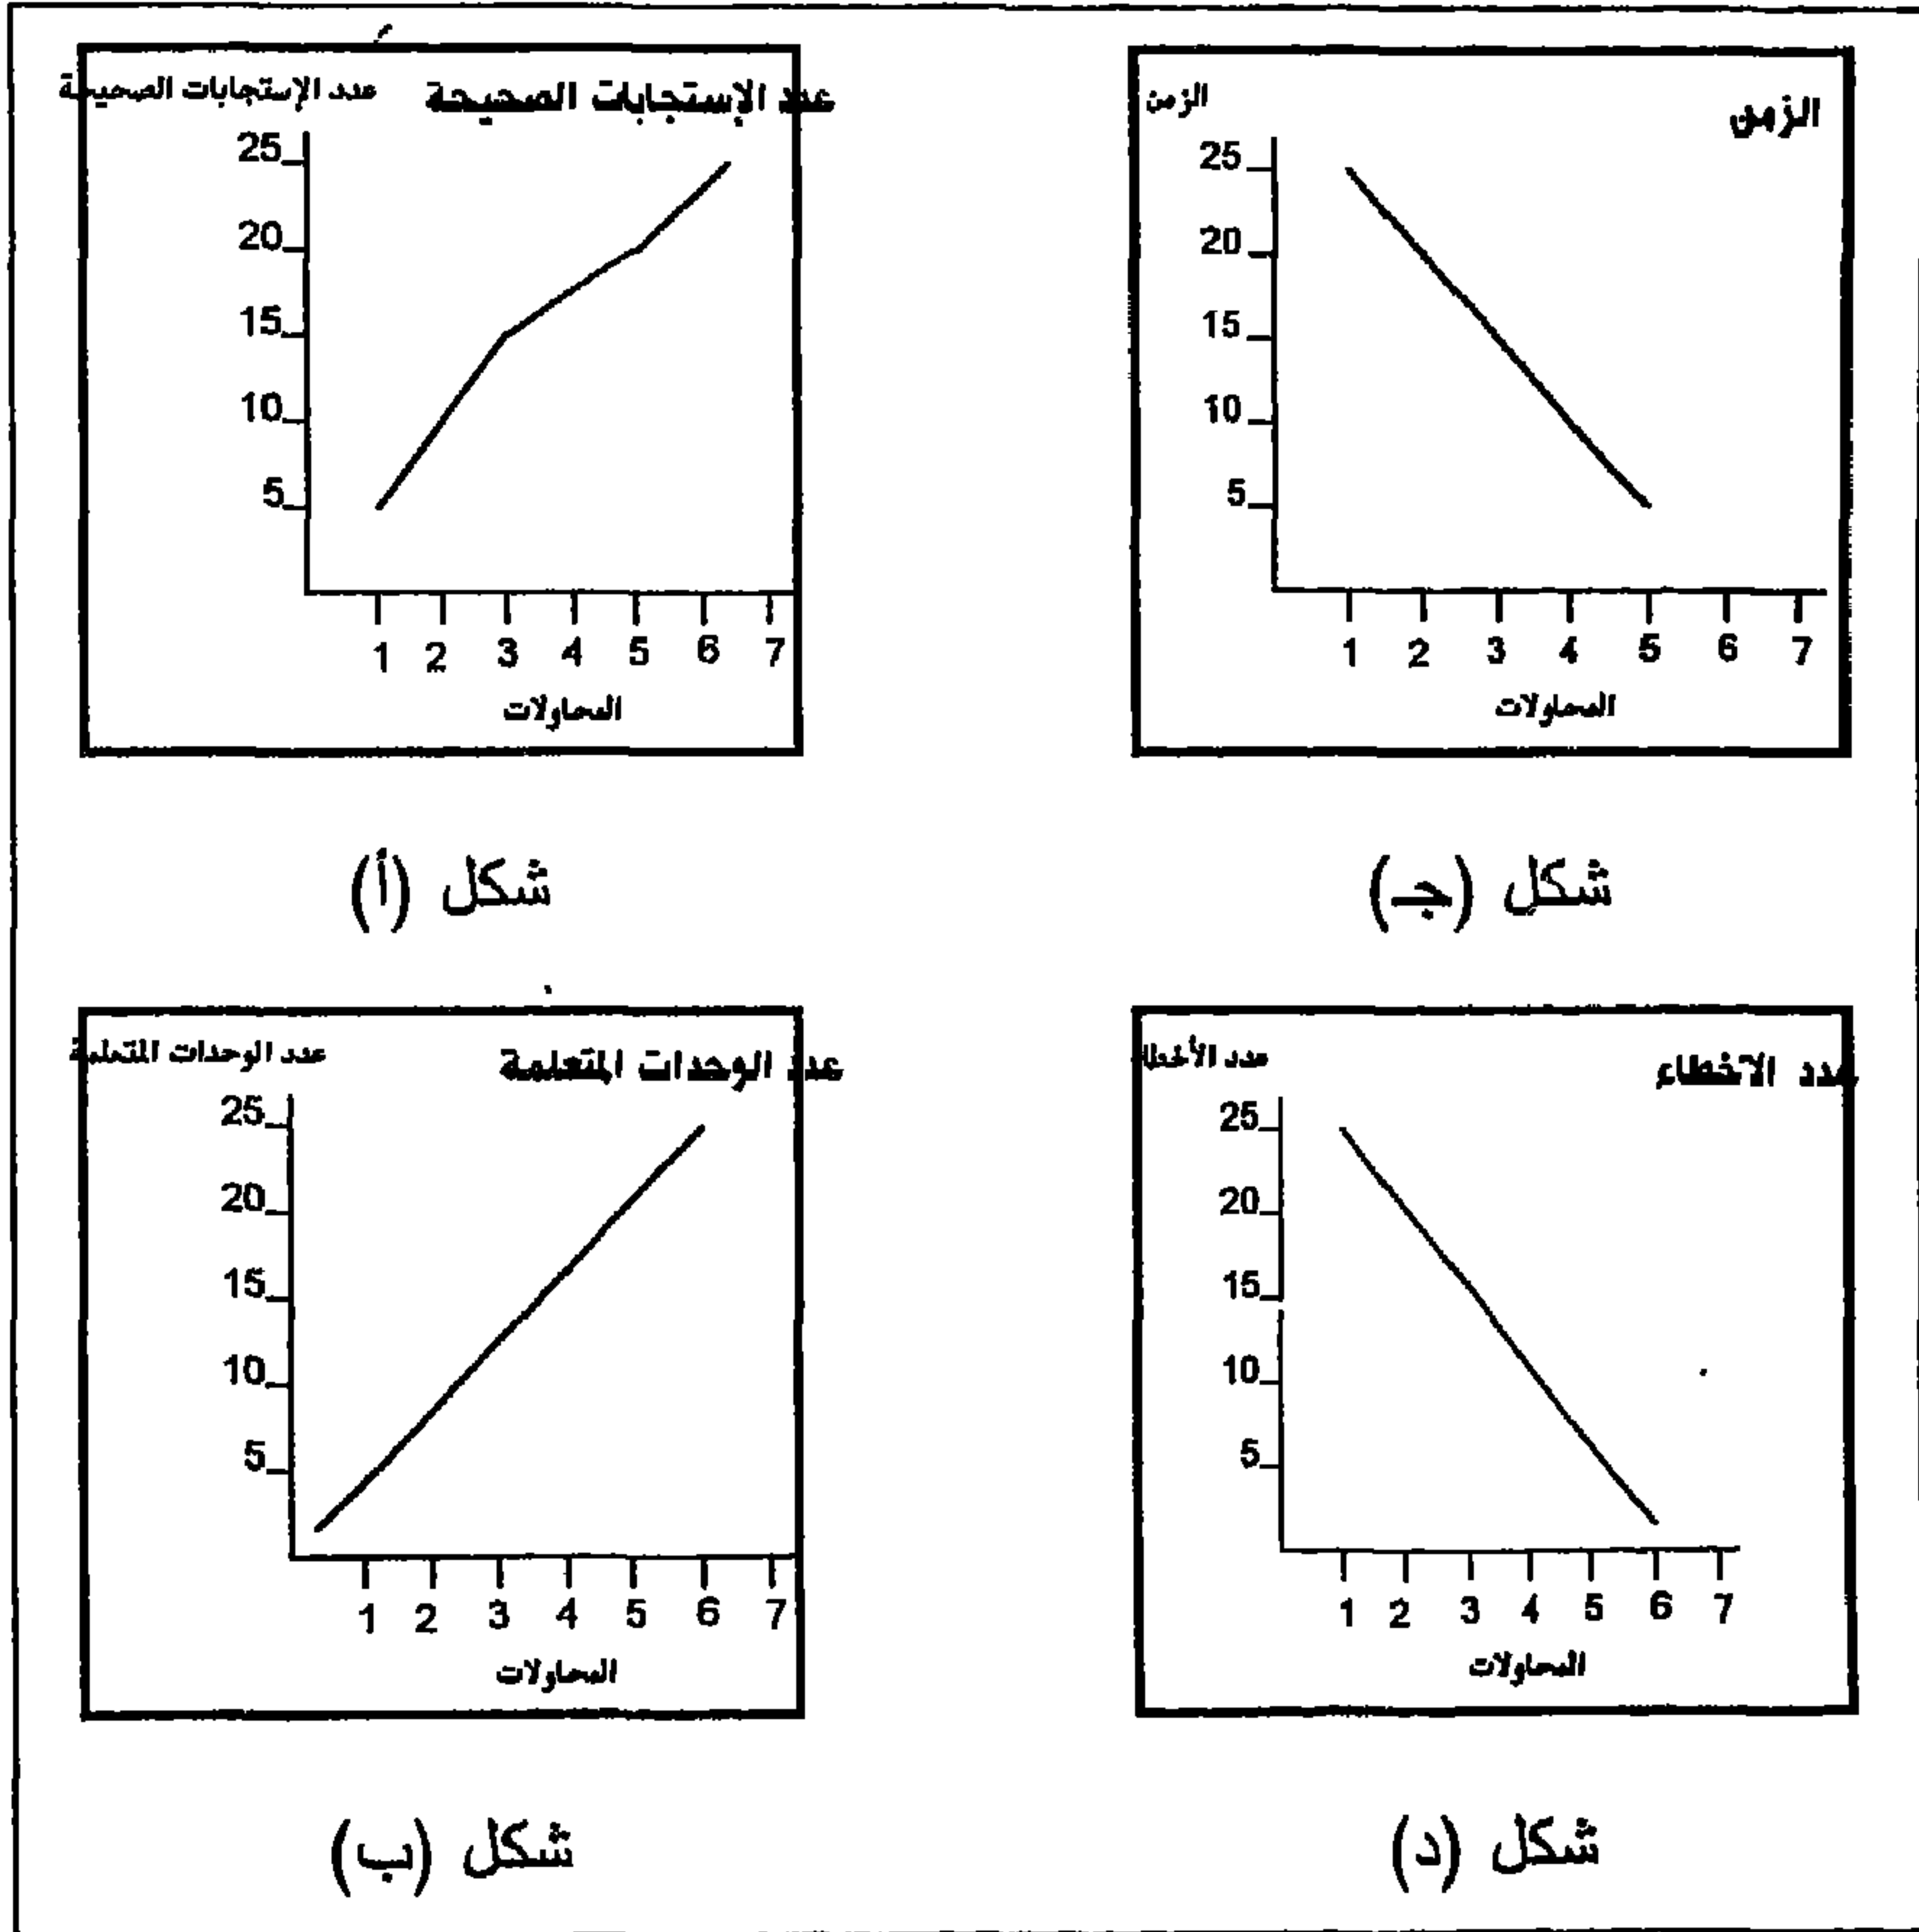 عدد الإستجابات الصحيحة
عدد الإستجابات الصحيحة
25
20
15
10
5
1 2 3 4 5 6 7
المحاولات
شكل (أ)
الزمن
الزمن
25
20
15
10
5
1 2 3 4 5 6 7
المحاولات
شكل (جـ)
عدد الوحدات المتعلمة
عدد الوحدات المتعلمة
25
20
15
10
5
1 2 3 4 5 6 7
المحاولات
شكل (ب)
عدد الأخطاء
عدد الأخطاء
25
20
15
10
5
1 2 3 4 5 6 7
المحاولات
شكل (د)